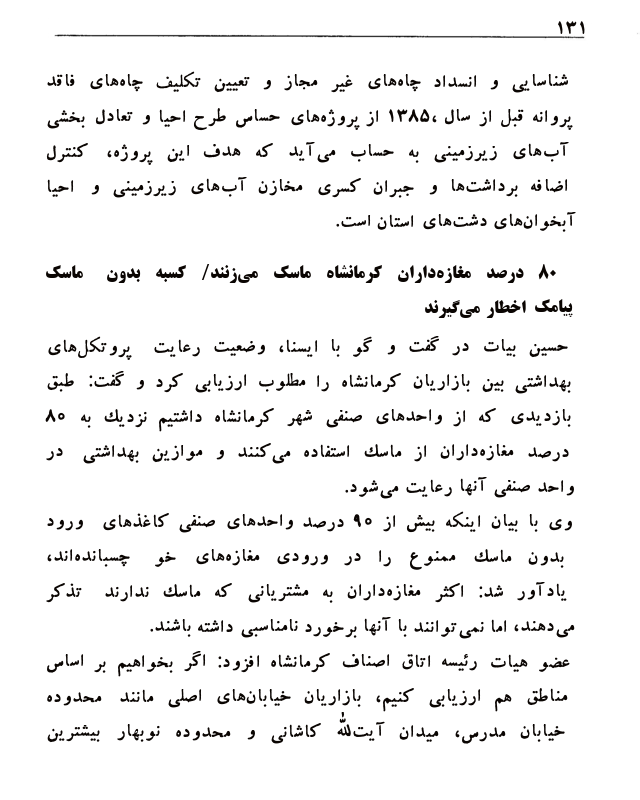 ۱۳۱
شناسایی و انسداد چاه‌های غیر مجاز و تعیین تکلیف چاه‌های فاقد
پروانه قبل از سال ،۱۳۸۵ از پروژه‌های حساس طرح احیا و تعادل بخشی
آب‌های زیرزمینی به حساب می‌آید که هدف این پروژه، کنترل
اضافه برداشت‌ها و جبران کسری مخازن آب‌های زیرزمینی و احیا
آبخوان‌های دشت‌های استان است.
۸۰ درصد مغازه‌داران کرمانشاه ماسک می‌زنند/ کسبه بدون ماسک
پیامک اخطار می‌گیرند
حسین بیات در گفت و گو با ایسنا، وضعیت رعایت پروتکل‌های
بهداشتی بین بازاریان کرمانشاه را مطلوب ارزیابی کرد و گفت: طبق
بازدیدی که از واحدهای صنفی شهر کرمانشاه داشتیم نزدیك به ۸۰
درصد مغازه‌داران از ماسك استفاده می‌کنند و موازین بهداشتی در
واحد صنفی آنها رعایت می‌شود.
وی با بیان اینکه بیش از ۹۰ درصد واحدهای صنفی کاغذهای ورود
بدون ماسك ممنوع را در ورودی مغازه‌های خو چسبانده‌اند،
یادآور شد: اکثر مغازه‌داران به مشتریانی که ماسك ندارند تذکر
می‌دهند، اما نمی‌توانند با آنها برخورد نامناسبی داشته باشند.
عضو هیات رئیسه اتاق اصناف کرمانشاه افزود: اگر بخواهیم بر اساس
مناطق هم ارزیابی کنیم، بازاریان خیابان‌های اصلی مانند محدوده
خیابان مدرس، میدان آیت‌الله کاشانی و محدوده نوبهار بیشترین